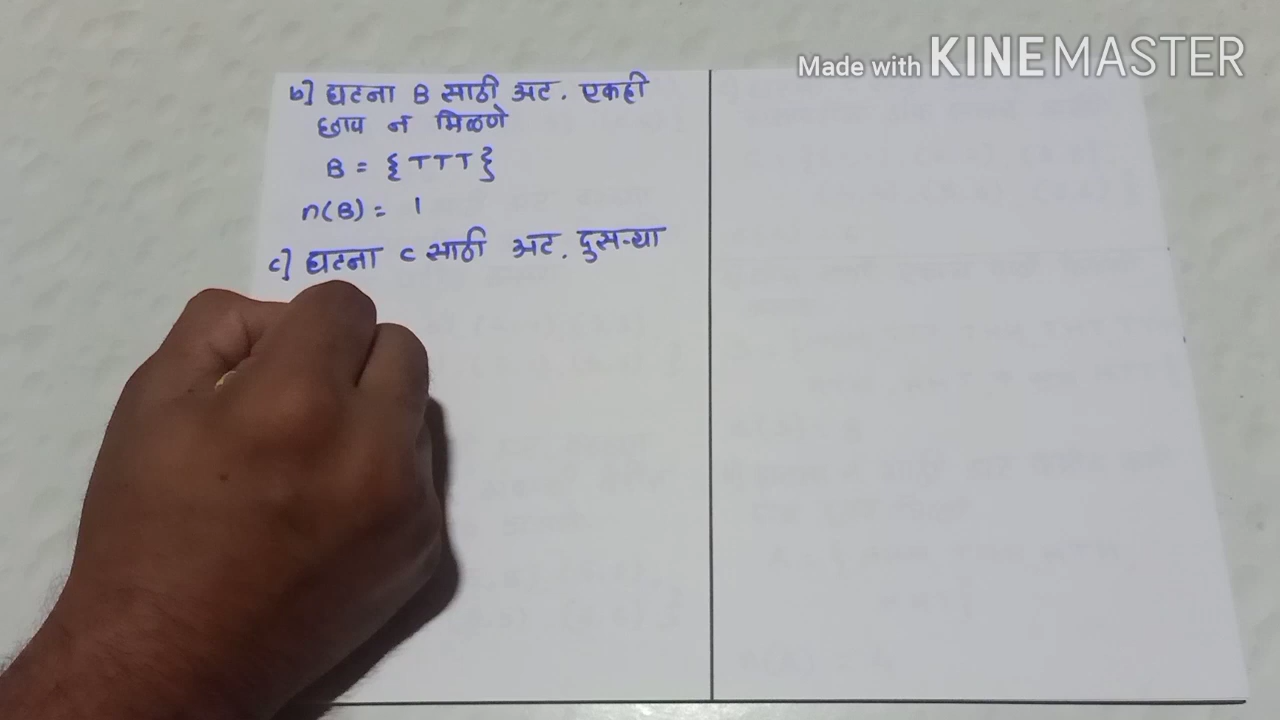 Made with KINEMASTER
b] घटना B साठी अट. एकही
छाप न मिळणे
B = {TTT}
n(B) = 1
c] घटना c साठी अट. दुसऱ्या